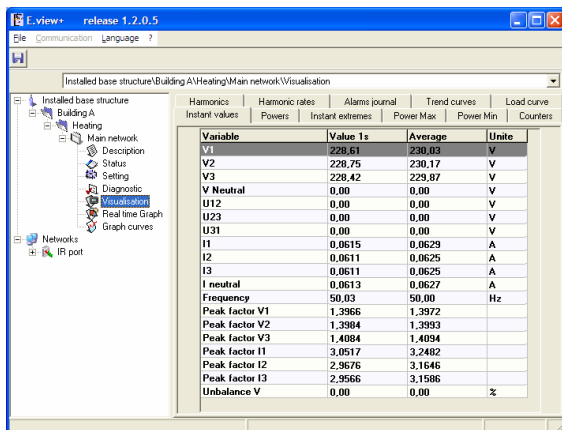 E.view+ release 1.2.0.5
File Communication Language ?
Installed base structure\Building A\Heating\Main network\Visualisation
Installed base structure
Building A
Heating
Main network
Description
Status
Setting
Diagnostic
Visualisation
Real time Graph
Graph curves
Networks
IR port
Harmonics Harmonic rates Alarms journal Trend curves Load curve
Instant values Powers Instant extremes Power Max Power Min Counters
Variable Value 1s Average Unite
V1 228,61 230,03 V
V2 228,75 230,17 V
V3 228,42 229,87 V
V Neutral 0,00 0,00 V
U12 0,00 0,00 V
U23 0,00 0,00 V
U31 0,00 0,00 V
I1 0,0615 0,0629 A
I2 0,0611 0,0625 A
I3 0,0611 0,0625 A
I neutral 0,0613 0,0627 A
Frequency 50,03 50,00 Hz
Peak factor V1 1,3966 1,3972
Peak factor V2 1,3984 1,3993
Peak factor V3 1,4084 1,4094
Peak factor I1 3,0517 3,2482
Peak factor I2 2,9676 3,1646
Peak factor I3 2,9566 3,1586
Unbalance V 0,00 0,00 %